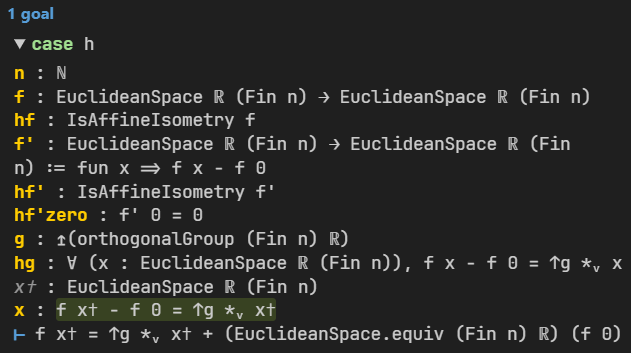 1 goal
▼ case h
n : ℕ
f : EuclideanSpace ℝ (Fin n) → EuclideanSpace ℝ (Fin n)
hf : IsAffineIsometry f
f' : EuclideanSpace ℝ (Fin n) → EuclideanSpace ℝ (Fin
n) := fun x ⇒ f x - f 0
hf' : IsAffineIsometry f'
hf'zero : f' 0 = 0
g : ↥(orthogonalGroup (Fin n) ℝ)
hg : ∀ (x : EuclideanSpace ℝ (Fin n)), f x - f 0 = ↑g *ᵥ x
x† : EuclideanSpace ℝ (Fin n)
x : f x† - f 0 = ↑g *ᵥ x†
⊢ f x† = ↑g *ᵥ x† + (EuclideanSpace.equiv (Fin n) ℝ) (f 0)